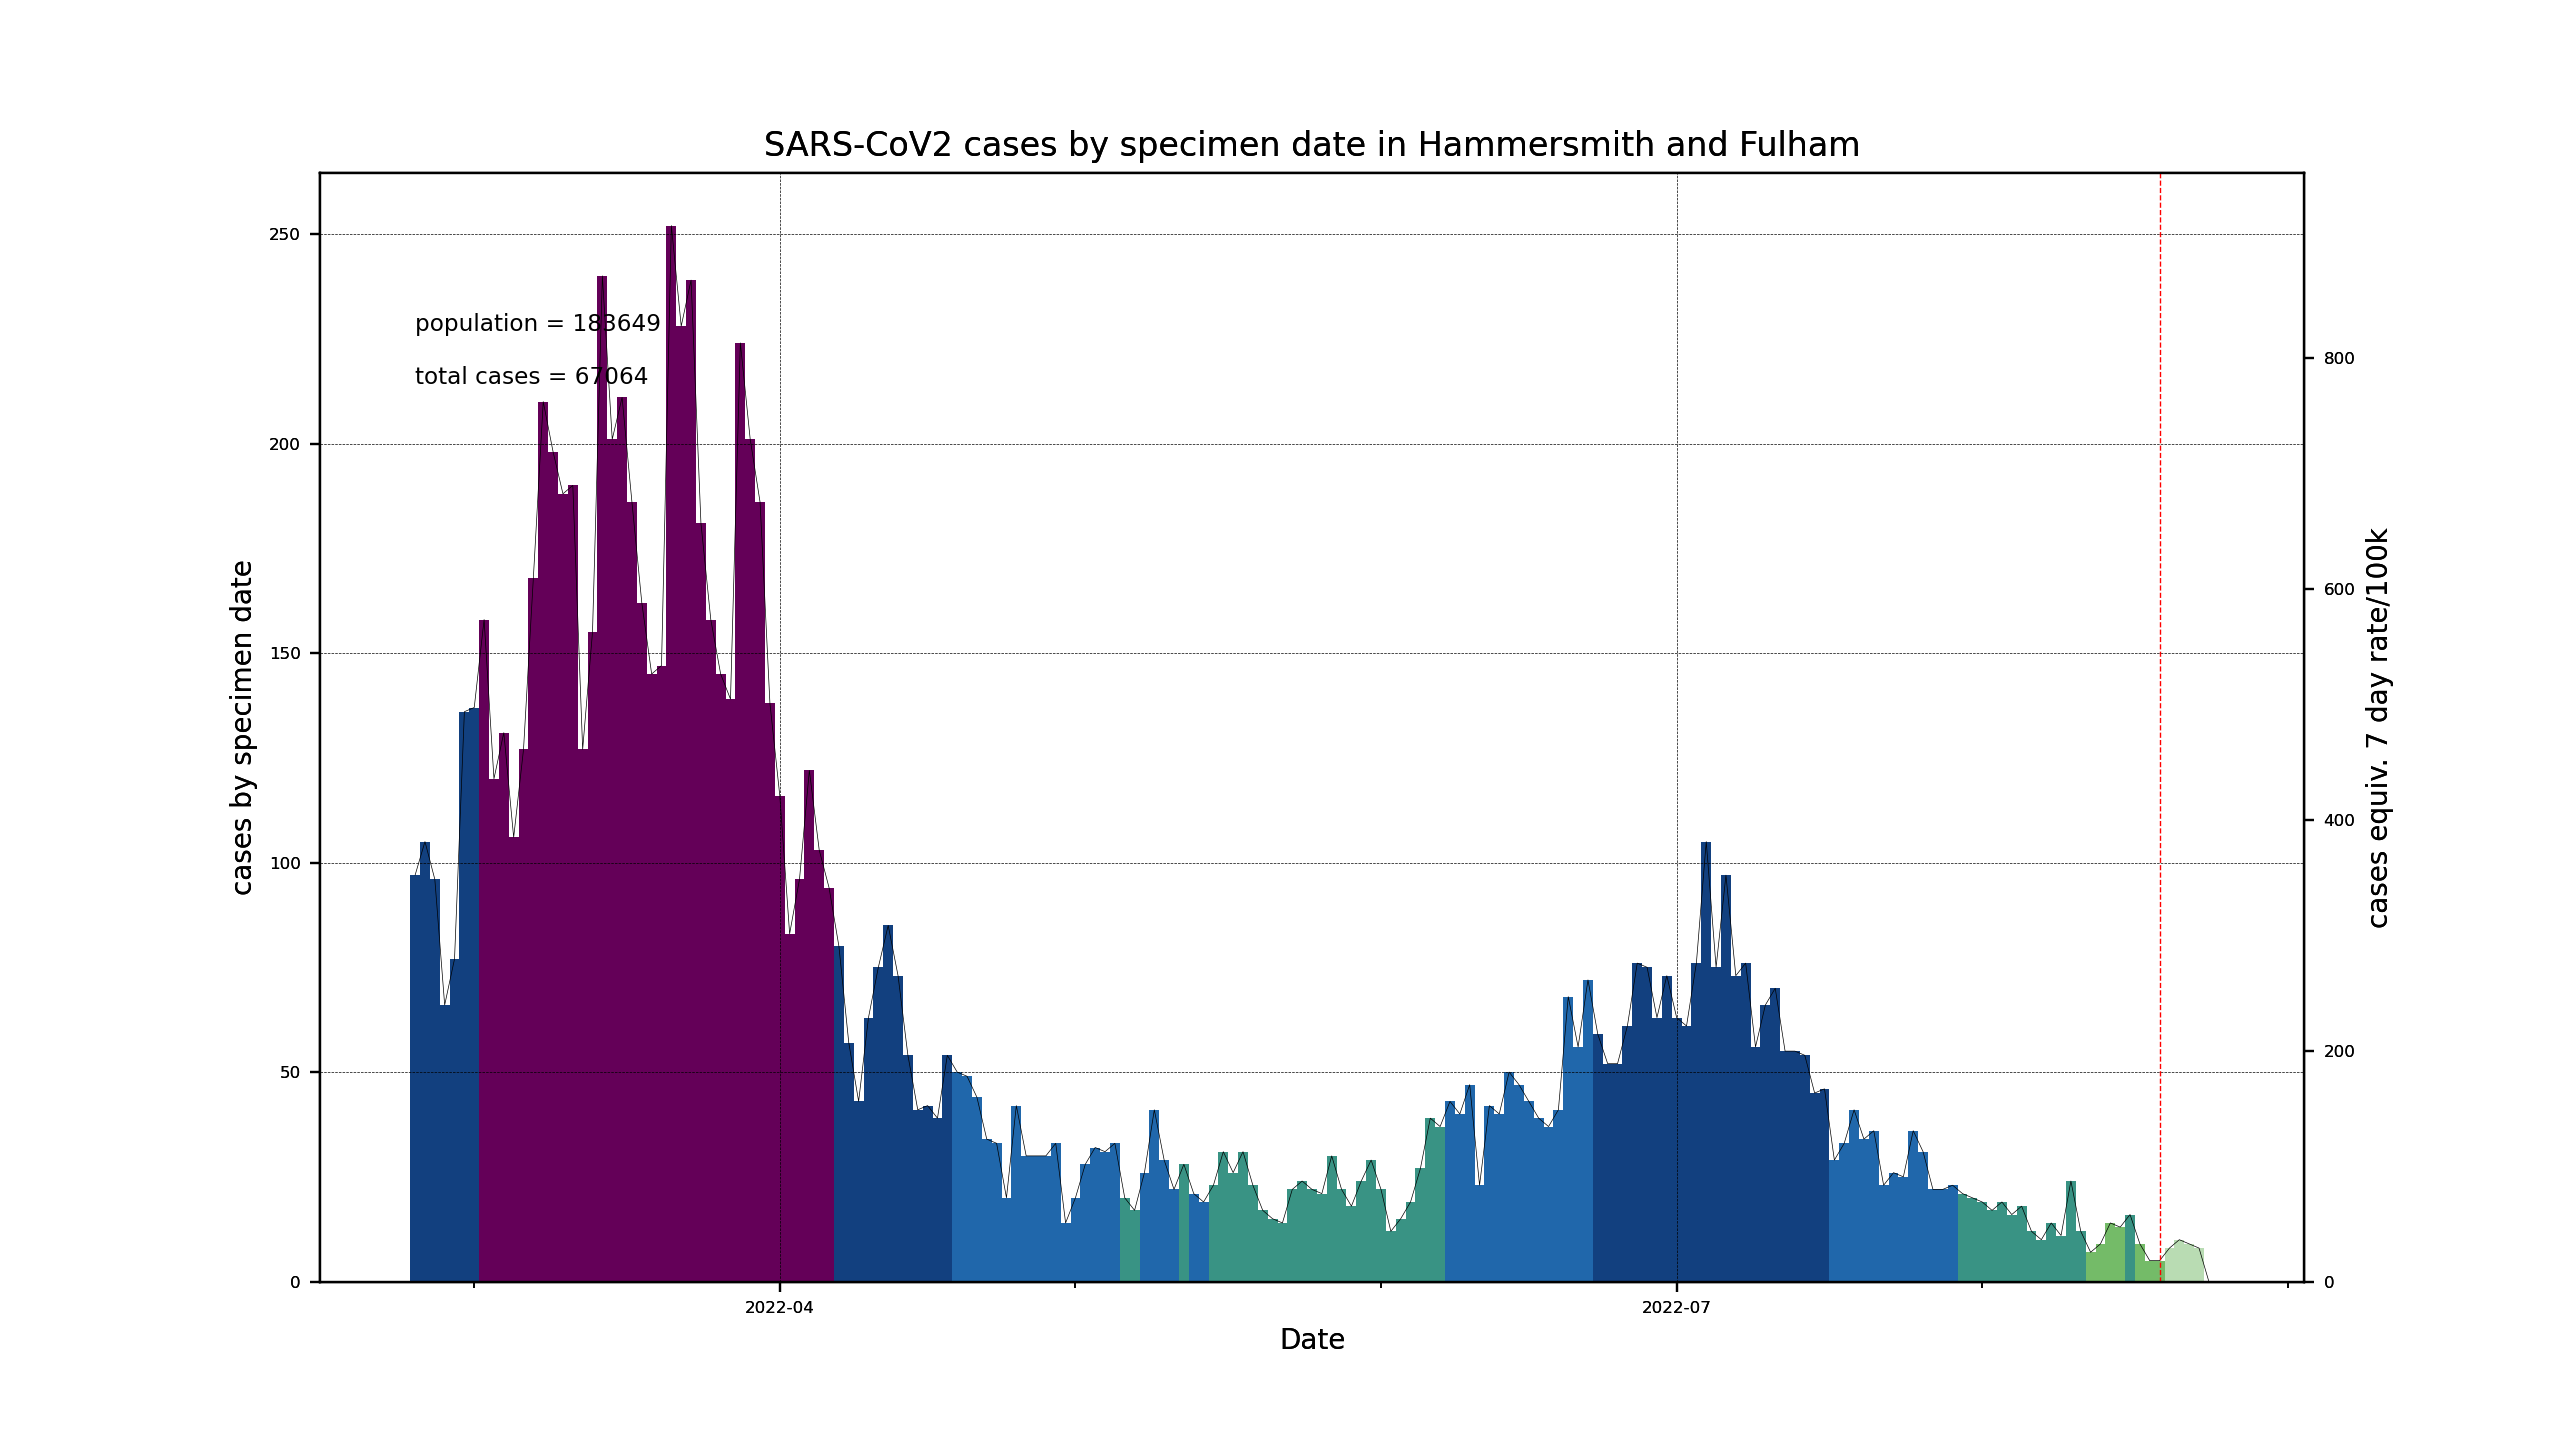 SARS-CoV2 cases by specimen date in Hammersmith and Fulham
population = 183649
total cases = 67064
cases by specimen date
250
200
150
100
50
0
800
600
400
200
0
cases equiv. 7 day rate/100k
2022-04
2022-07
Date